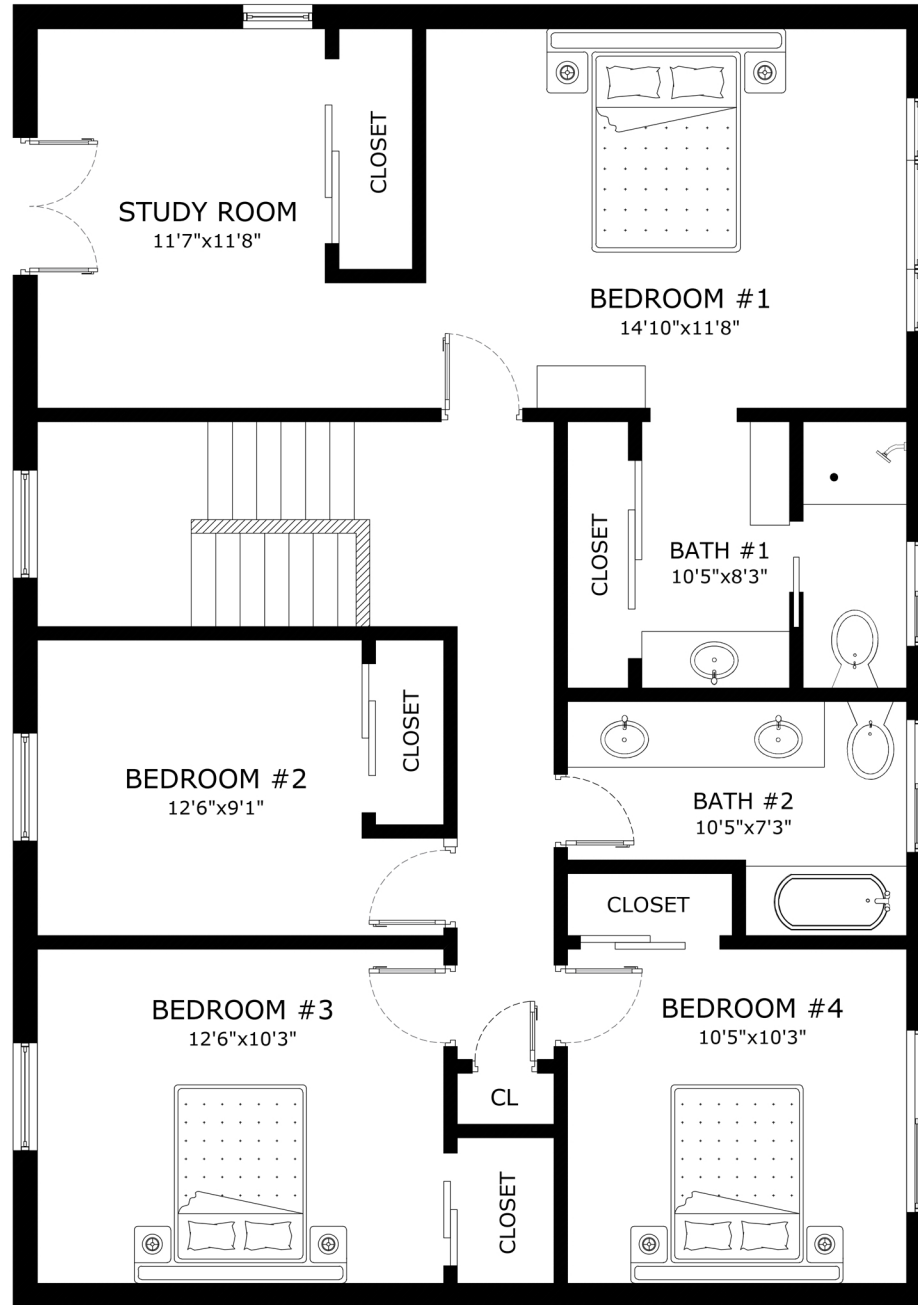 CLOSET
STUDY ROOM
11'7"x11'8"
BEDROOM #1
14'10"x11'8"
CLOSET
BATH #1
10'5"x8'3"
CLOSET
BEDROOM #2
12'6"x9'1"
BATH #2
10'5"x7'3"
CLOSET
BEDROOM #3
12'6"x10'3"
BEDROOM #4
10'5"x10'3"
CL
CLOSET